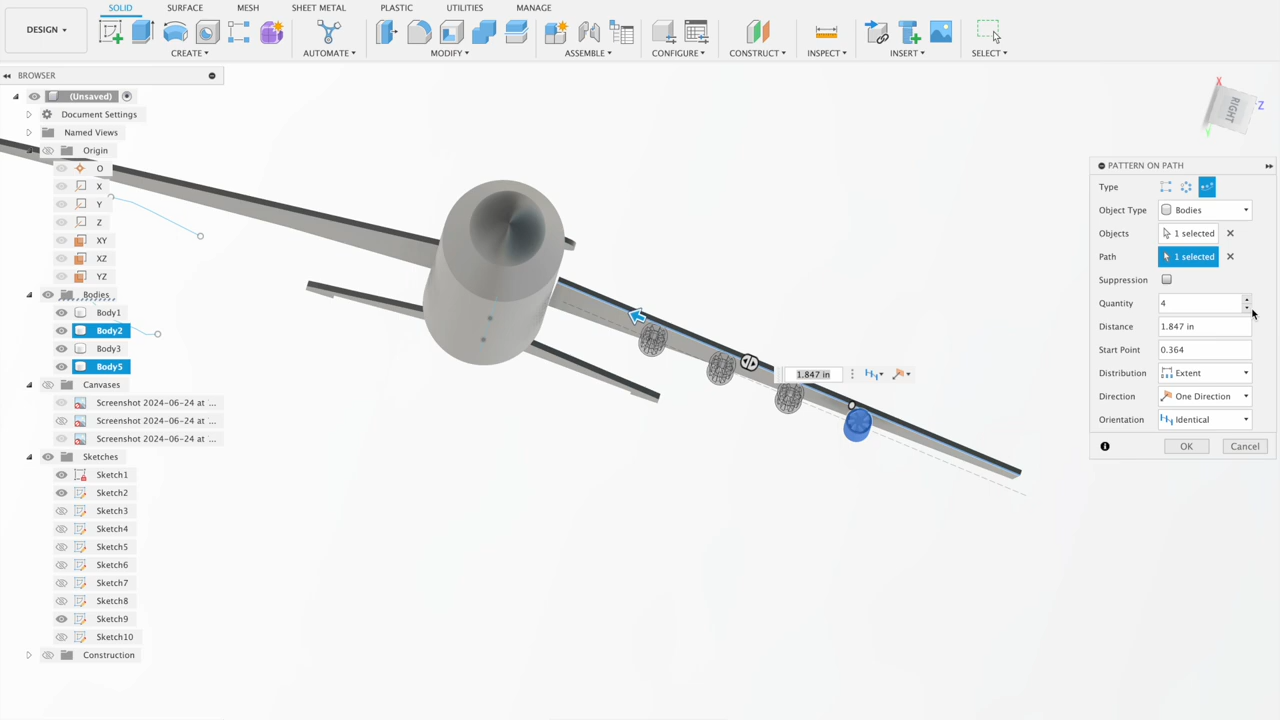 SOLID SURFACE MESH SHEET METAL PLASTIC UTILITIES MANAGE
DESIGN
CREATE AUTOMATE MODIFY ASSEMBLE CONFIGURE CONSTRUCT INSPECT INSERT SELECT
BROWSER
(Unsaved)
Document Settings
Named Views
Origin
O
X
Y
Z
XY
XZ
YZ
Bodies
Body1
Body2
Body3
Body5
Canvases
Screenshot 2024-06-24 at ...
Screenshot 2024-06-24 at ...
Screenshot 2024-06-24 at ...
Sketches
Sketch1
Sketch2
Sketch3
Sketch4
Sketch5
Sketch6
Sketch7
Sketch8
Sketch9
Sketch10
Construction
1.847 in
X
Z
Y
RIGHT
PATTERN ON PATH
Type
Object Type Bodies
Objects 1 selected
Path 1 selected
Suppression
Quantity 4
Distance 1.847 in
Start Point 0.364
Distribution Extent
Direction One Direction
Orientation Identical
OK Cancel